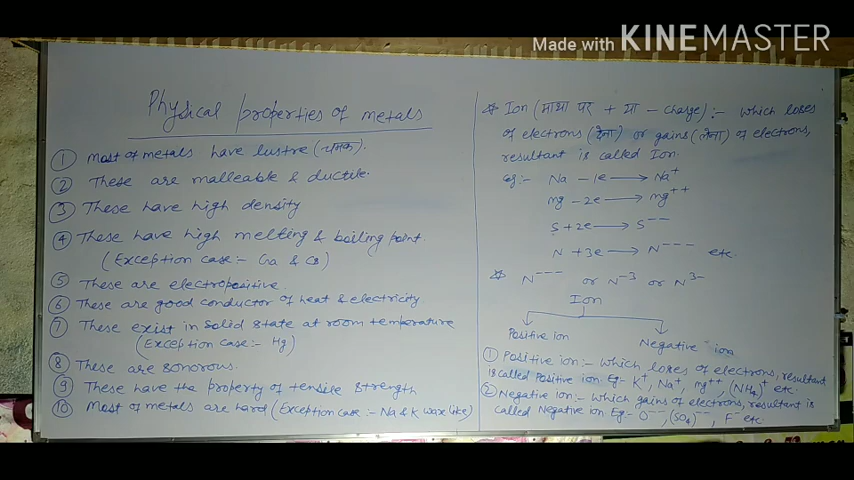 Made with KINEMASTER
Physical properties of metals
① Most of metals have lustre (चमक).
② These are malleable & ductile.
③ These have high density
④ These have high melting & boiling point.
(Exception case :- Ga & Cs)
⑤ These are electropositive.
⑥ These are good conductor of heat & electricity
⑦ These exist in solid state at room temperature
(Exception case :- Hg)
⑧ These are sonorous.
⑨ These have the property of tensile strength
⑩ Most of metals are hard (Exception case :- Na & K wax like)
☆ Ion (माथा पर + या - charge) :- which loses
of electrons (देना) or gains (लेना) of electrons,
resultant is called Ion.
eg:- Na - 1e ⟶ Na⁺
mg - 2e ⟶ mg⁺⁺
S + 2e ⟶ S⁻⁻
N + 3e ⟶ N⁻⁻⁻ etc.
☆ N⁻⁻⁻ or N⁻³ or N³⁻
Ion
Positive ion Negative ion
① Positive ion :- which loses of electrons, resultant
is called Positive ion. Eg:- K⁺, Na⁺, mg⁺⁺, (NH₄)⁺ etc.
② Negative ion :- which gains of electrons, resultant is
called Negative ion Eg:- O⁻⁻, (SO₄)⁻⁻, F⁻ etc